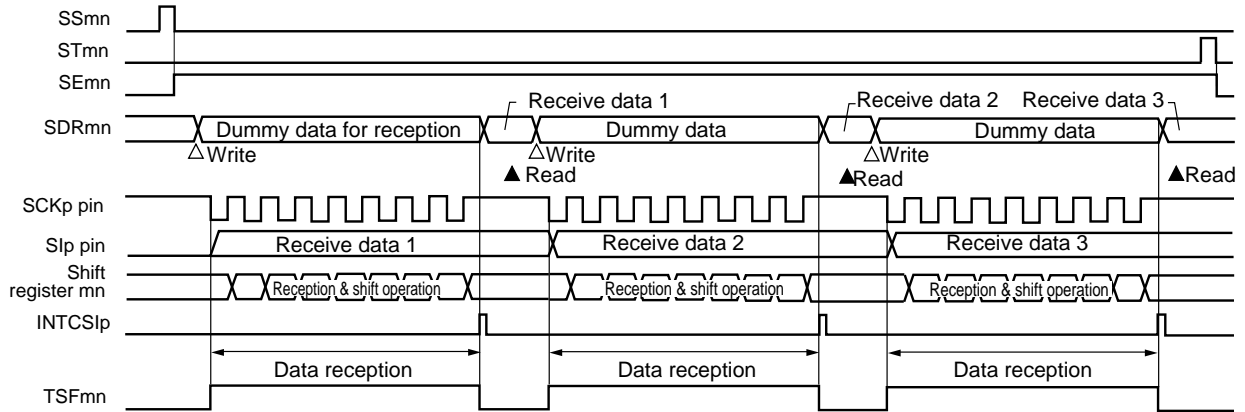 SSmn
STmn
SEmn
Receive data 1
Receive data 2 Receive data 3
SDRmn
Dummy data for reception
Dummy data
Dummy data
Write
Write
Write
Read
Read
Read
SCKp pin
SIp pin
Receive data 1
Receive data 2
Receive data 3
Shift
register mn
Reception & shift operation
Reception & shift operation
Reception & shift operation
INTCSIp
Data reception
Data reception
Data reception
TSFmn